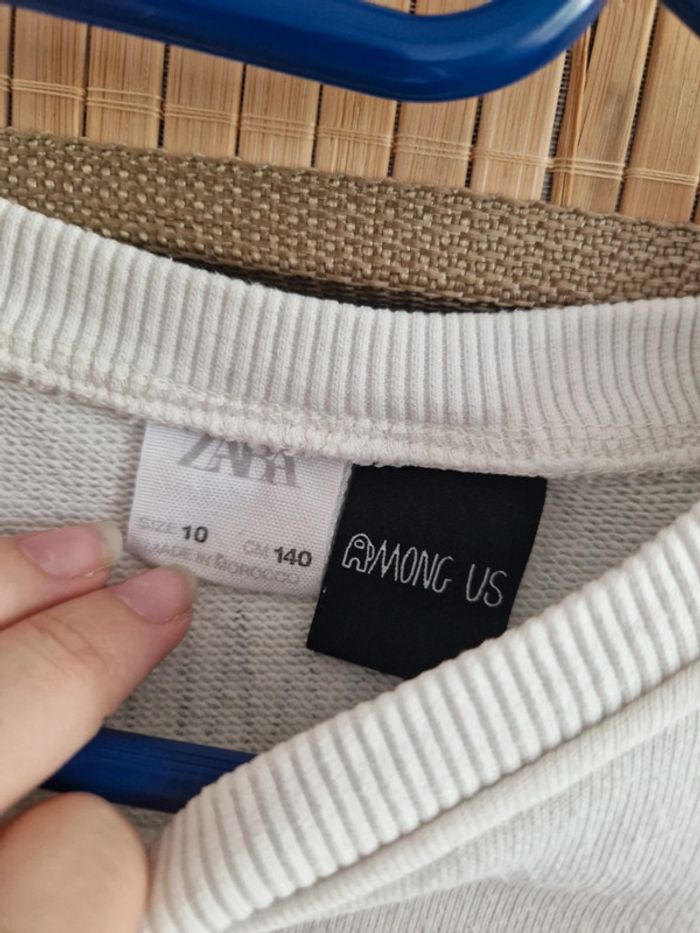 ZARA
SIZE 10 CM 140
MADE IN MOROCCO
AMONG US